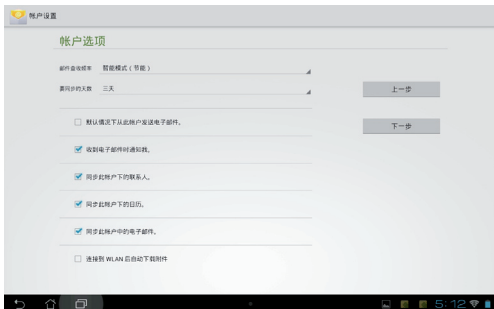 帐户设置
帐户选项
邮件查收频率 智能模式（节能）
要同步的天数 三天
上一步
默认情况下从此帐户发送电子邮件。
下一步
收到电子邮件时通知我。
同步此帐户下的联系人。
同步此帐户下的日历。
同步此帐户中的电子邮件。
连接到 WLAN 后自动下载附件
5:12